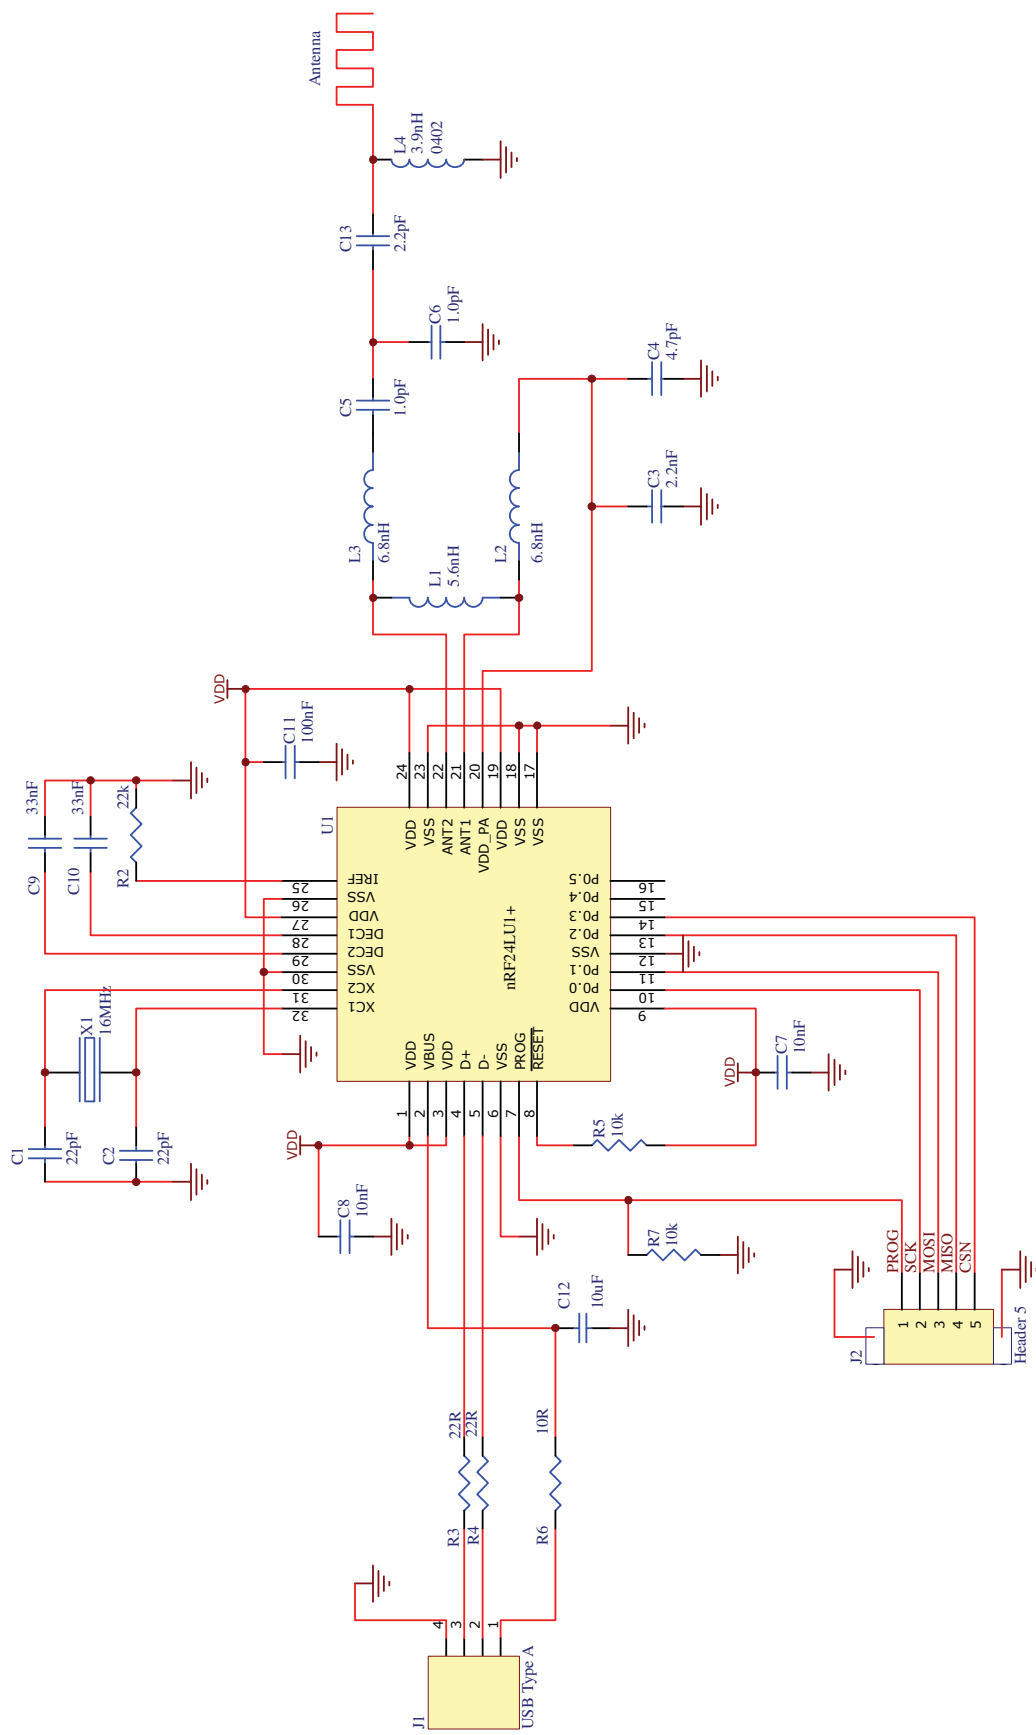 Antenna
L4
3.9nH
0402
C13
2.2pF
C6
1.0pF
C5
1.0pF
C4
4.7pF
C3
2.2nF
L3
6.8nH
L2
6.8nH
L1
5.6nH
VDD
C11
100nF
33nF
33nF
22k
C9
C10
R2
U1
nRF24LU1+
24
23
22
21
20
19
18
17
VDD
VSS
ANT2
ANT1
VDD_PA
VDD
VSS
VSS
25
26
27
28
29
30
31
32
IREF
VSS
VDD
DEC1
DEC2
VSS
XC2
XC1
P0.5
P0.4
P0.3
P0.2
VSS
P0.1
P0.0
VDD
16
15
14
13
12
11
10
9
VDD
VBUS
VDD
D+
D-
VSS
PROG
RESET
1
2
3
4
5
6
7
8
X1
16MHz
C1
22pF
C2
22pF
VDD
C8
10nF
VDD
C7
10nF
R5
10k
R7
10k
C12
10uF
22R
22R
10R
R3
R4
R6
PROG
SCK
MOSI
MISO
CSN
1
2
3
4
5
J2
Header 5
4
3
2
1
J1
USB Type A